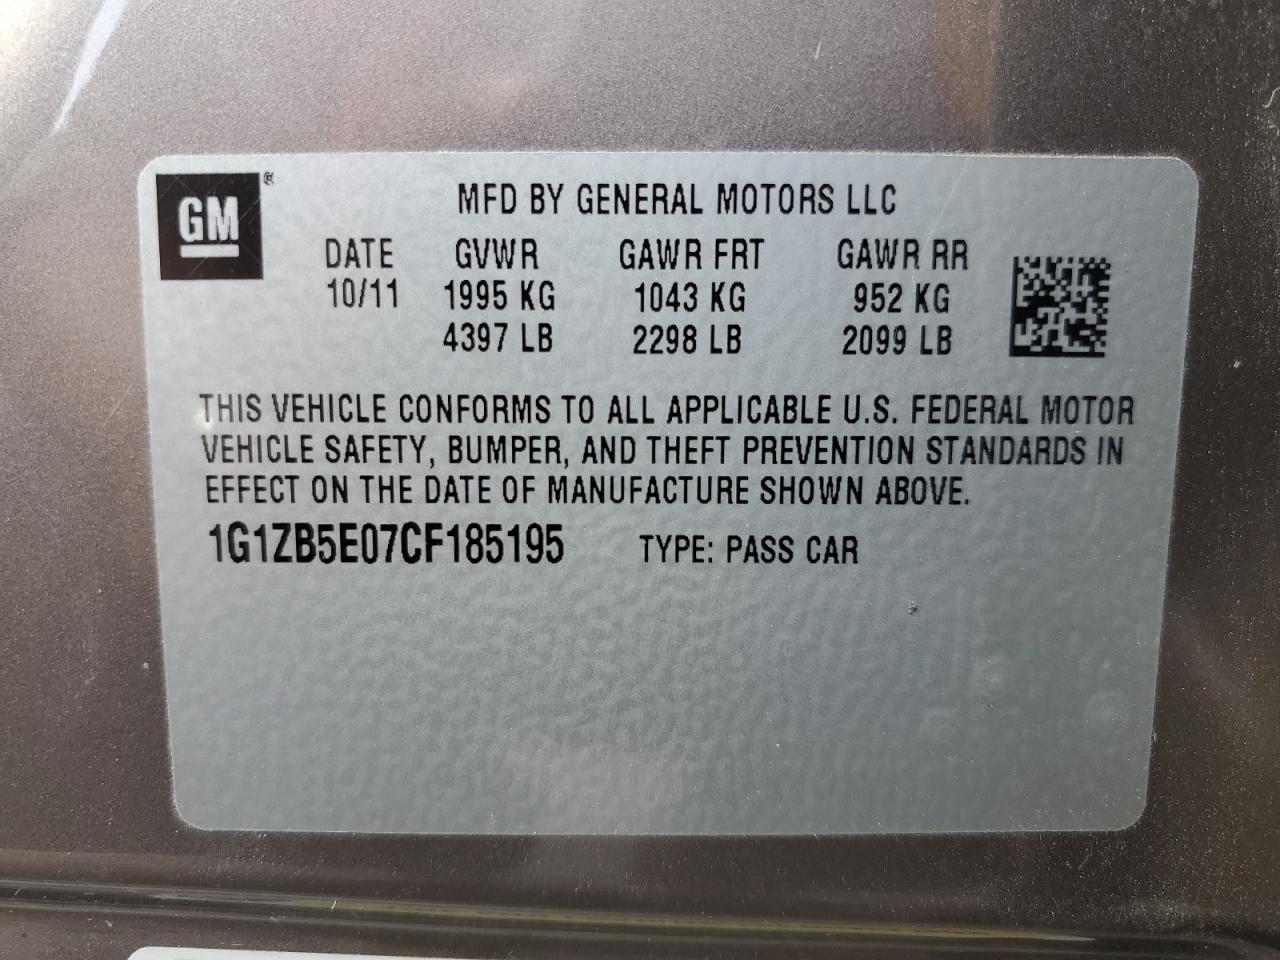 GM®
MFD BY GENERAL MOTORS LLC
DATE GVWR GAWR FRT GAWR RR
10/11 1995 KG 1043 KG 952 KG
4397 LB 2298 LB 2099 LB
THIS VEHICLE CONFORMS TO ALL APPLICABLE U.S. FEDERAL MOTOR
VEHICLE SAFETY, BUMPER, AND THEFT PREVENTION STANDARDS IN
EFFECT ON THE DATE OF MANUFACTURE SHOWN ABOVE.
1G1ZB5E07CF185195 TYPE: PASS CAR